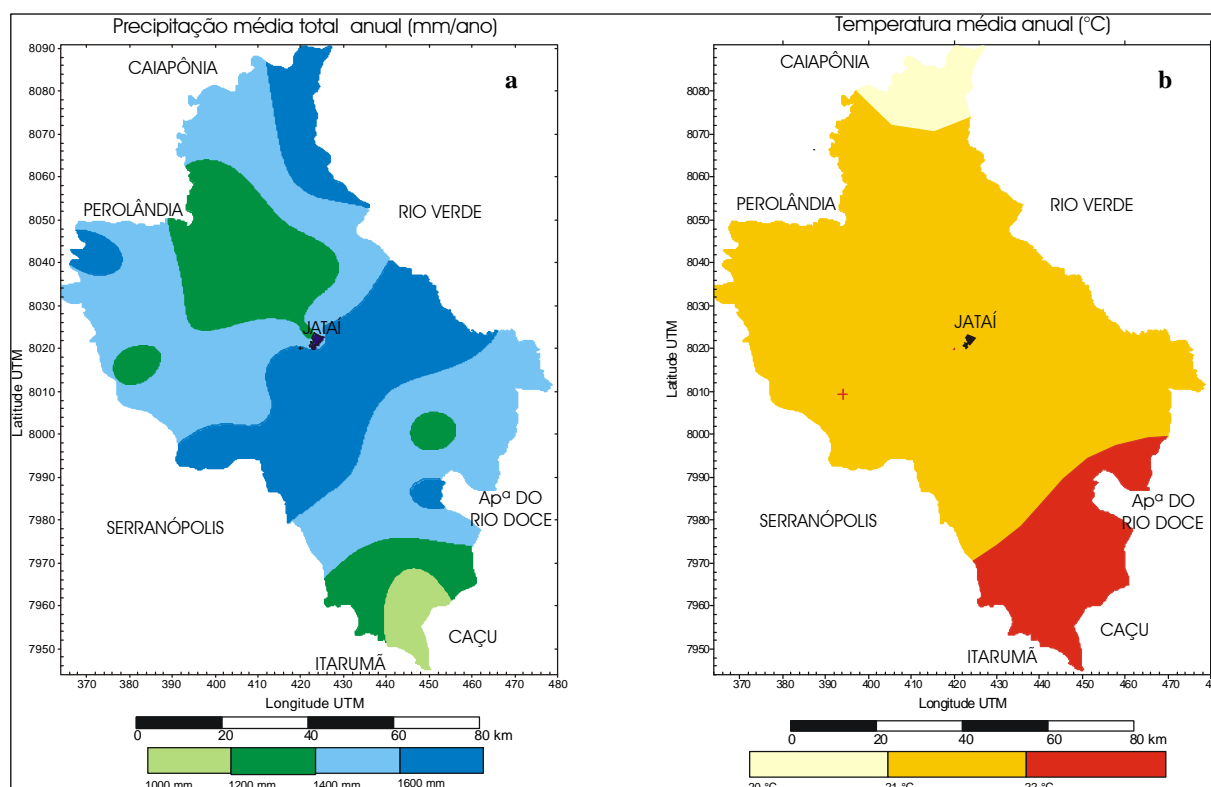 Precipitação média total anual (mm/ano)
a
8090
8080
8070
8060
8050
8040
8030
8020
8010
8000
7990
7980
7970
7960
7950
Latitude UTM
CAIAPÔNIA
PEROLÂNDIA
RIO VERDE
JATAÍ
SERRANÓPOLIS
Apª DO
RIO DOCE
CAÇU
ITARUMÃ
370 380 390 400 410 420 430 440 450 460 470 480
Longitude UTM
0 20 40 60 80 km
1000 mm 1200 mm 1400 mm 1600 mm
Temperatura média anual (°C)
b
8080
8070
8060
8050
8040
8030
8020
8010
8000
7990
7980
7970
7960
7950
Latitude UTM
CAIAPÔNIA
PEROLÂNDIA
RIO VERDE
JATAÍ
SERRANÓPOLIS
Apª DO
RIO DOCE
CAÇU
ITARUMÃ
370 380 390 400 410 420 430 440 450 460 470
Longitude UTM
0 20 40 60 80 km
21 °C